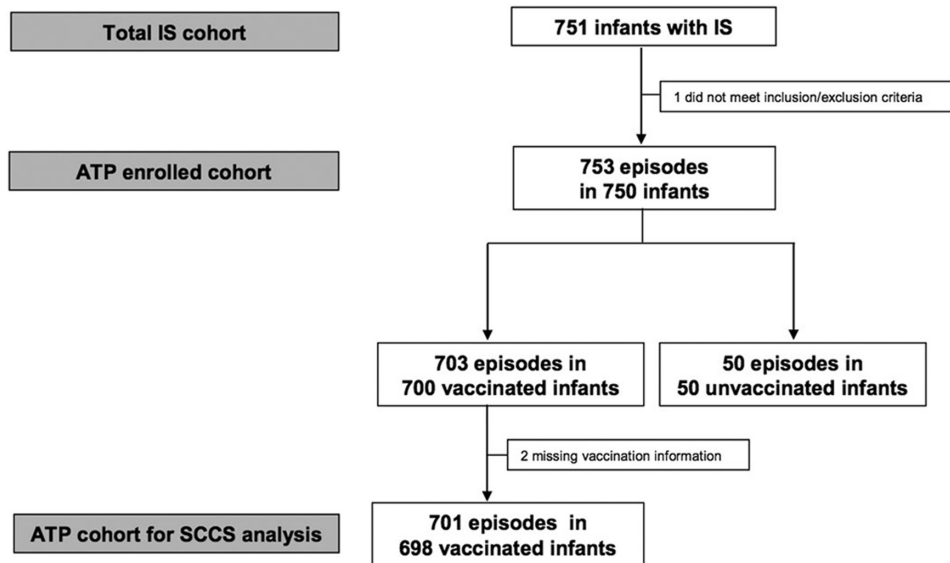 Total IS cohort
751 infants with IS
1 did not meet inclusion/exclusion criteria
ATP enrolled cohort
753 episodes
in 750 infants
703 episodes in
700 vaccinated infants
50 episodes in
50 unvaccinated infants
2 missing vaccination information
ATP cohort for SCCS analysis
701 episodes in
698 vaccinated infants